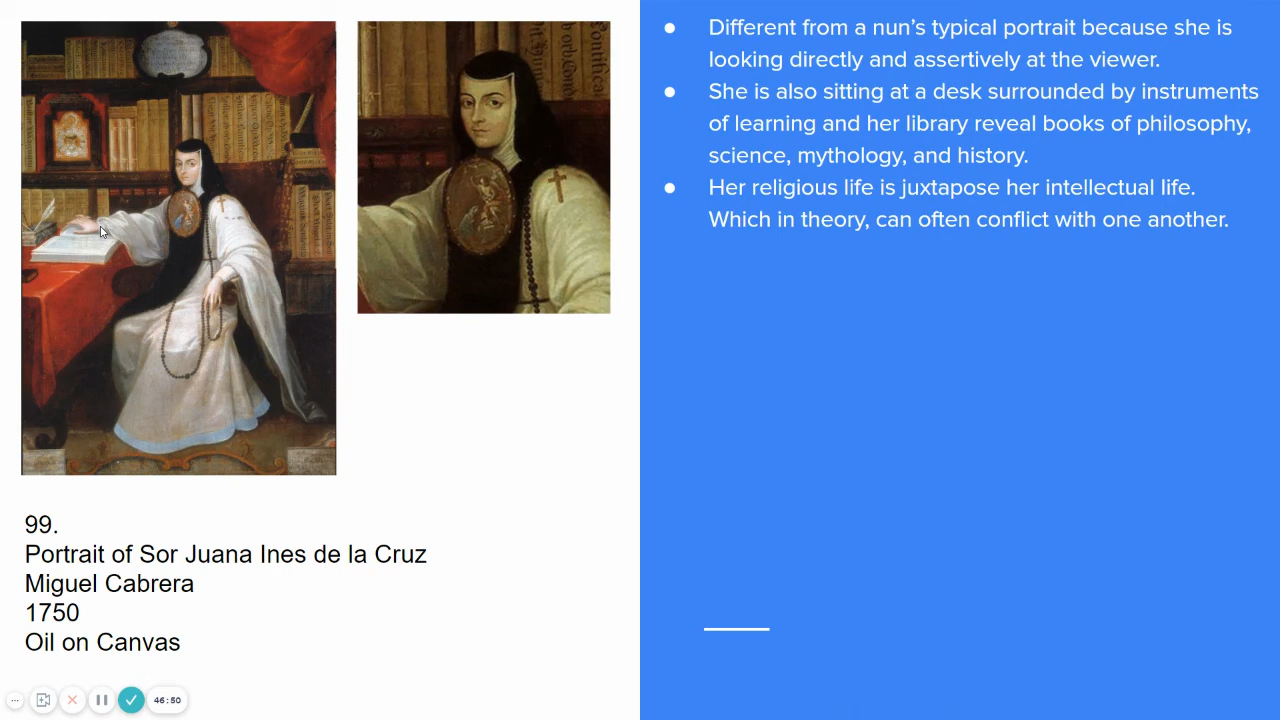 ● Different from a nun’s typical portrait because she is
looking directly and assertively at the viewer.
● She is also sitting at a desk surrounded by instruments
of learning and her library reveal books of philosophy,
science, mythology, and history.
● Her religious life is juxtapose her intellectual life.
Which in theory, can often conflict with one another.
99.
Portrait of Sor Juana Ines de la Cruz
Miguel Cabrera
1750
Oil on Canvas
46:50